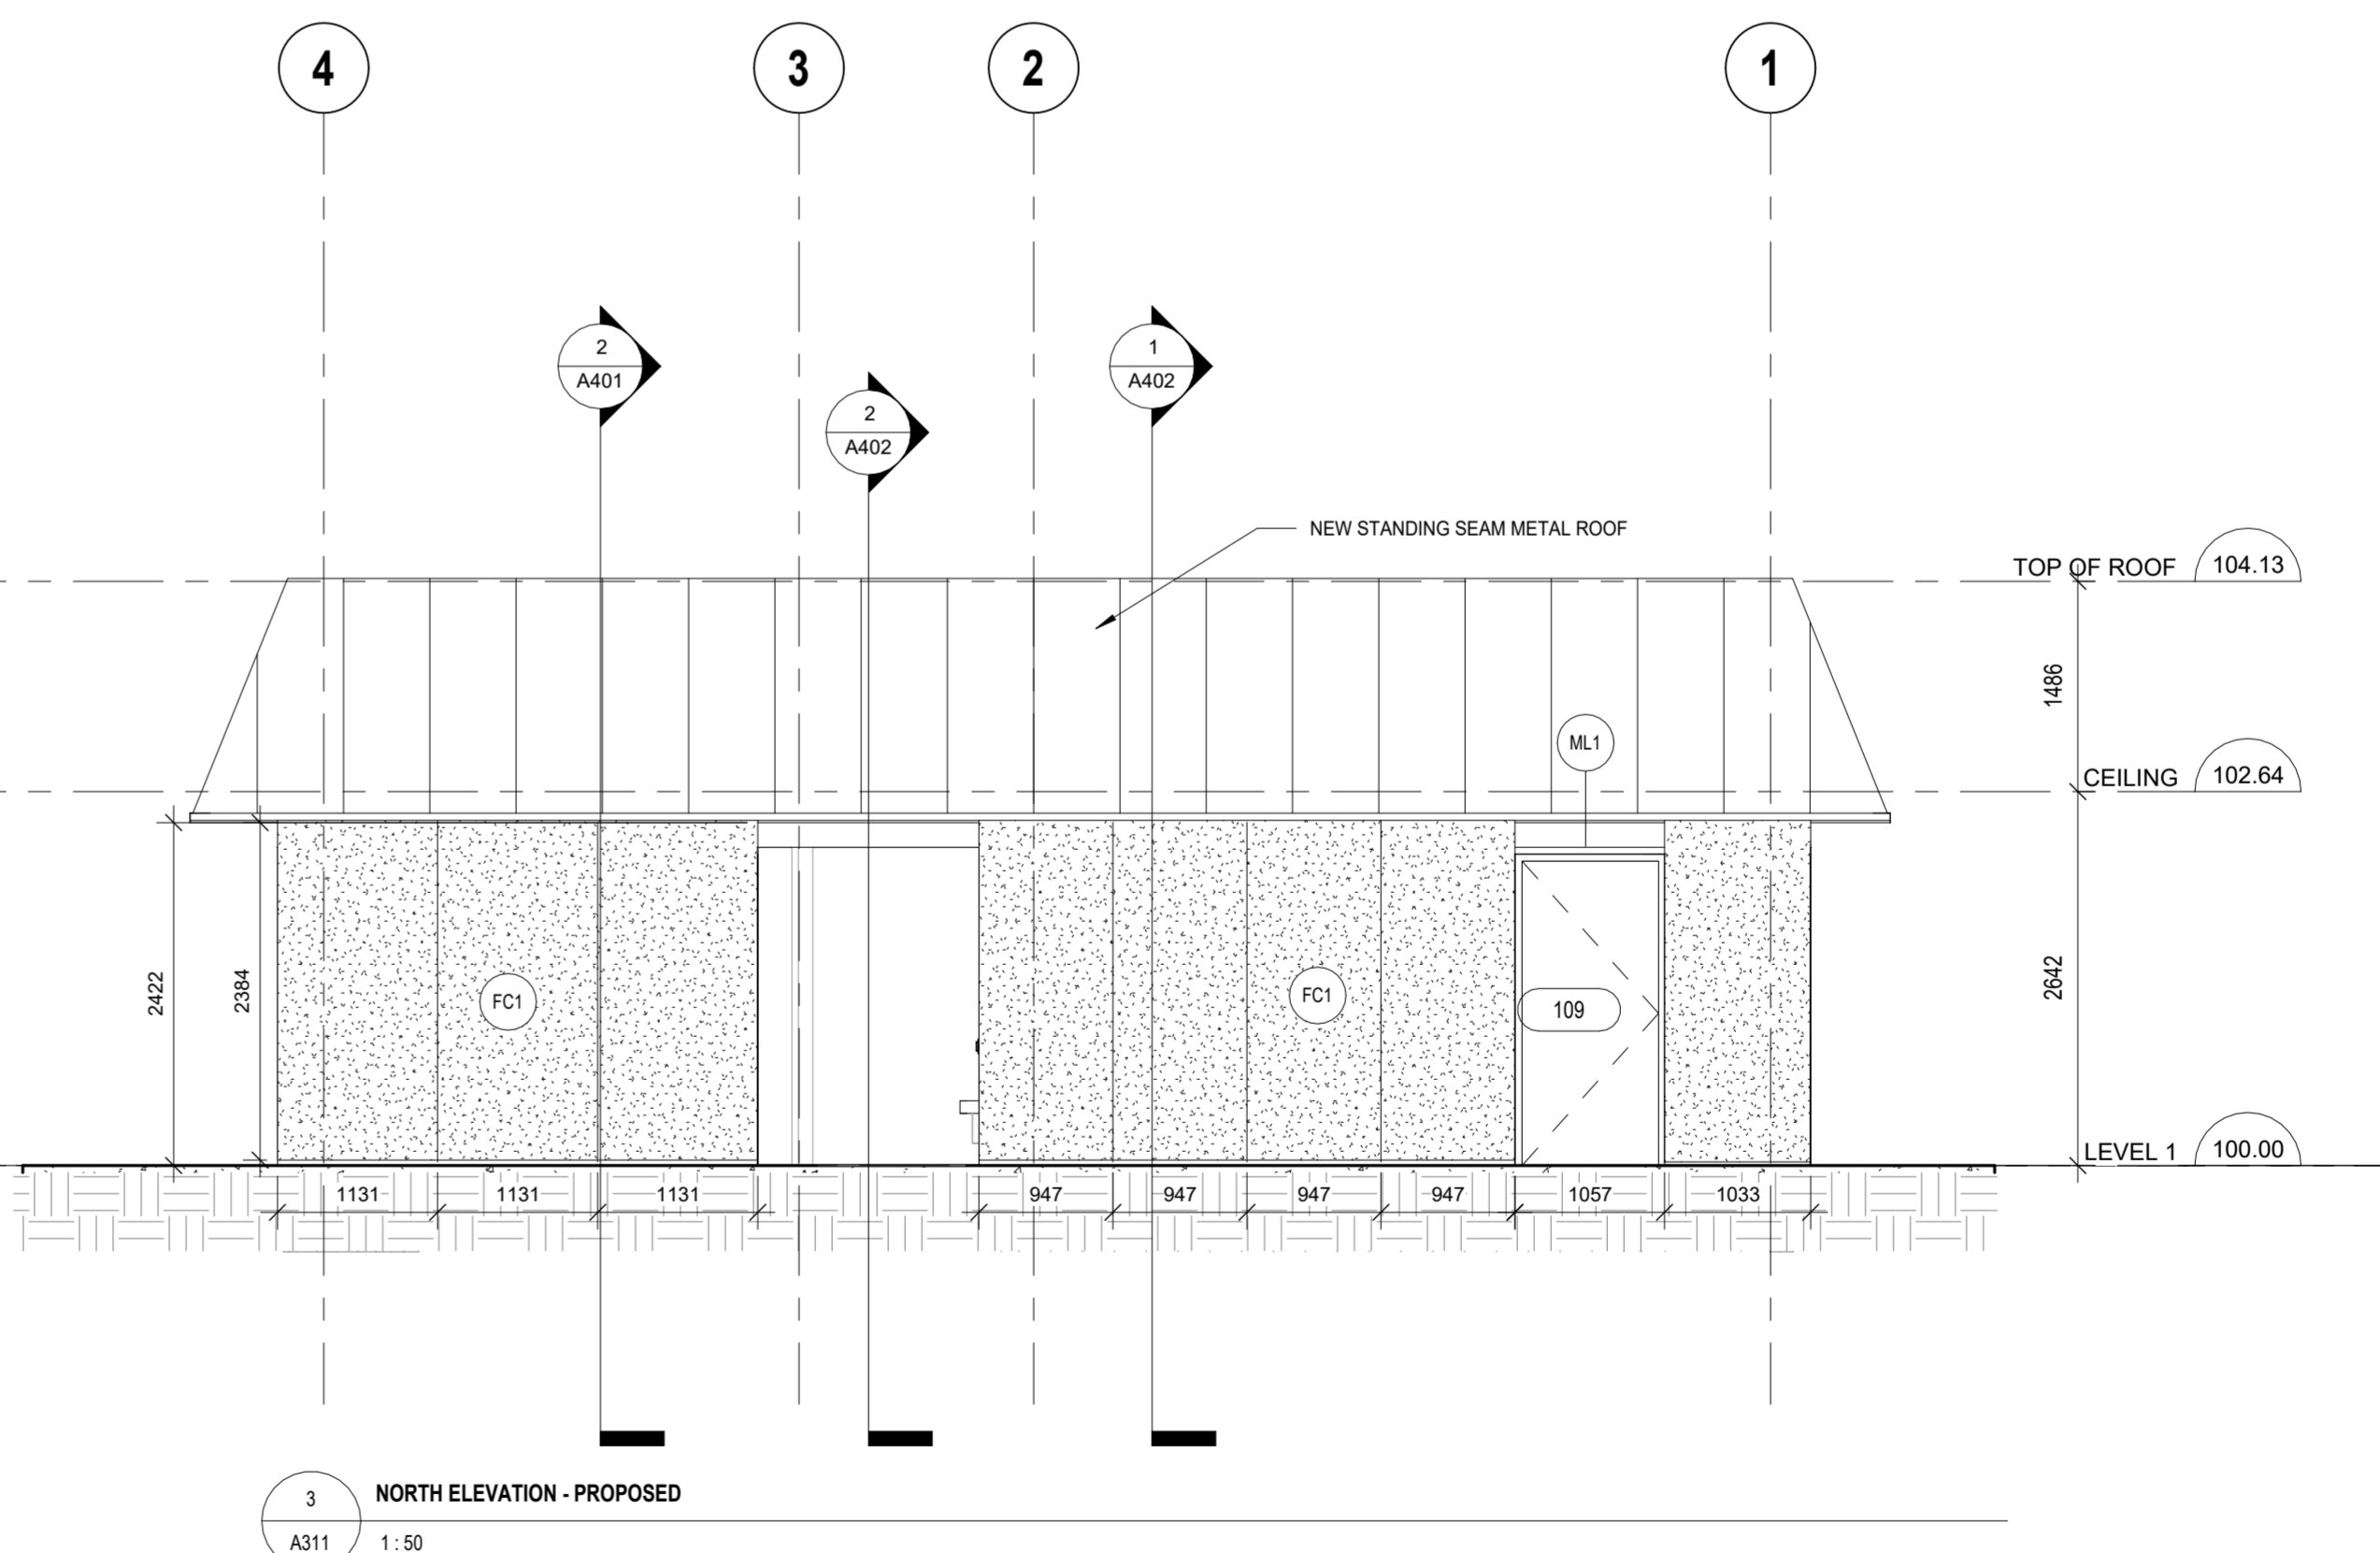 4
3
2
1
2
A401
1
A402
2
A402
NEW STANDING SEAM METAL ROOF
TOP OF ROOF 104.13
1486
ML1
CEILING 102.64
2422
2384
FC1
FC1
109
2642
LEVEL 1 100.00
1131 1131 1131 947 947 947 947 1057 1033
3 NORTH ELEVATION - PROPOSED
A311 1 : 50